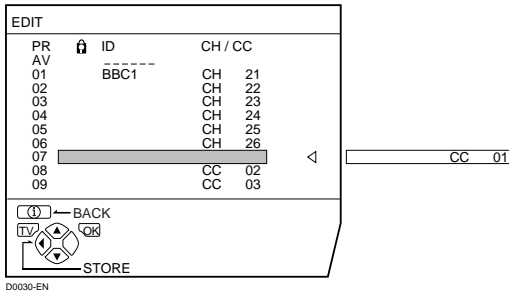 EDIT
PR ID CH / CC
AV _ _ _ _ _ _
01 BBC1 CH 21
02 CH 22
03 CH 23
04 CH 24
05 CH 25
06 CH 26
07
CC 01
08 CC 02
09 CC 03
1 BACK
TV OK
STORE
D0030-EN